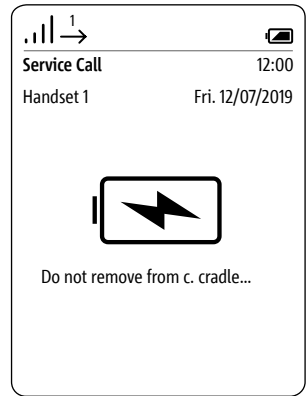 1
Service Call 12:00
Handset 1 Fri. 12/07/2019
Do not remove from c. cradle...